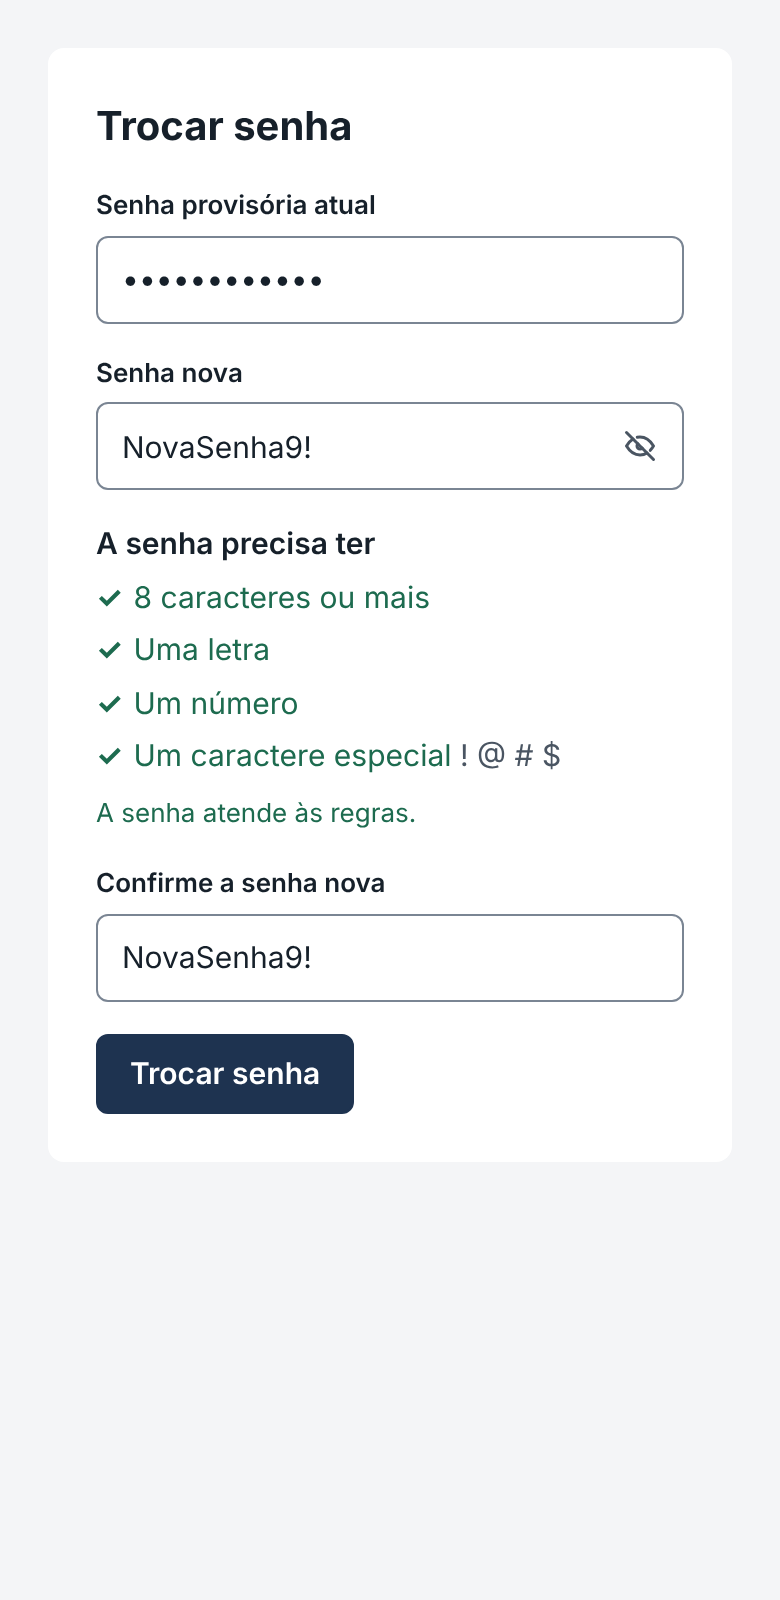 Trocar senha
Senha provisória atual
••••••••••••
Senha nova
NovaSenha9!
A senha precisa ter
8 caracteres ou mais
Uma letra
Um número
Um caractere especial ! @ # $
A senha atende às regras.
Confirme a senha nova
NovaSenha9!
Trocar senha